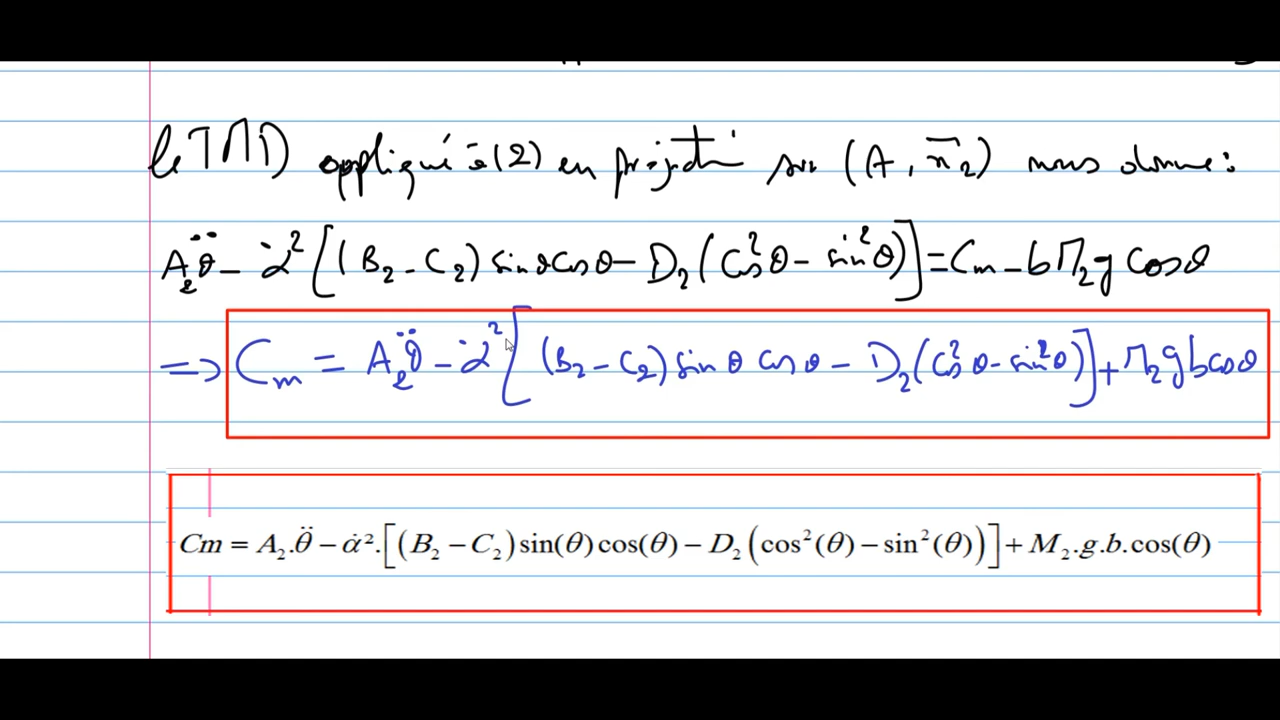 le TMD appliqué à (2) en projecti° sur (A, x̄₂) nous donne :
A₂θ̈ − α̇²[(B₂ − C₂) sinθ cosθ − D₂(cos²θ − sin²θ)] = Cm − bM₂g cosθ
=> Cm = A₂θ̈ − α̇²[(B₂ − C₂) sinθ cosθ − D₂(cos²θ − sin²θ)] + M₂gb cosθ
Cm = A₂.θ̈ − α̇².[(B₂ − C₂)sin(θ)cos(θ) − D₂(cos²(θ) − sin²(θ))] + M₂.g.b.cos(θ)